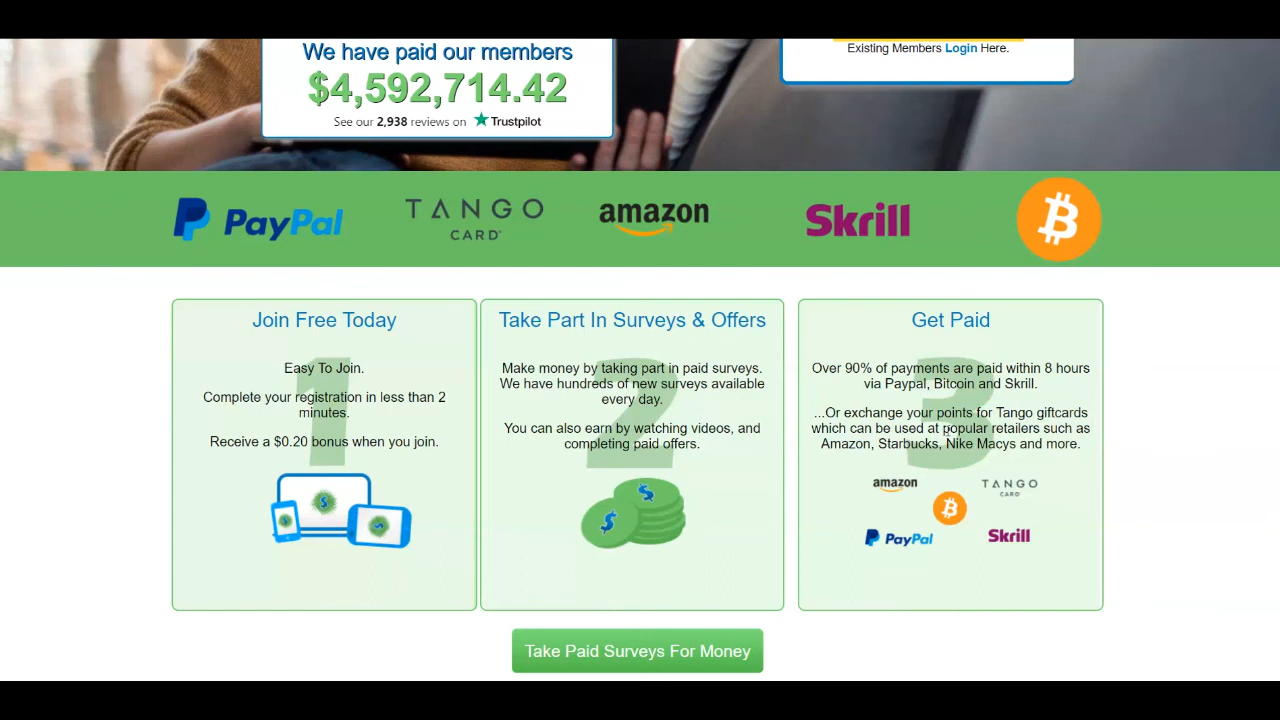 We have paid our members
$4,592,714.42
See our 2,938 reviews on Trustpilot
Existing Members Login Here.
PayPal
TANGO
CARD
amazon
Skrill
Join Free Today
1
Easy To Join.
Complete your registration in less than 2
minutes.
Receive a $0.20 bonus when you join.
Take Part In Surveys & Offers
2
Make money by taking part in paid surveys.
We have hundreds of new surveys available
every day.
You can also earn by watching videos, and
completing paid offers.
Get Paid
3
Over 90% of payments are paid within 8 hours
via Paypal, Bitcoin and Skrill.
...Or exchange your points for Tango giftcards
which can be used at popular retailers such as
Amazon, Starbucks, Nike Macys and more.
amazon
TANGO
CARD
PayPal
Skrill
Take Paid Surveys For Money